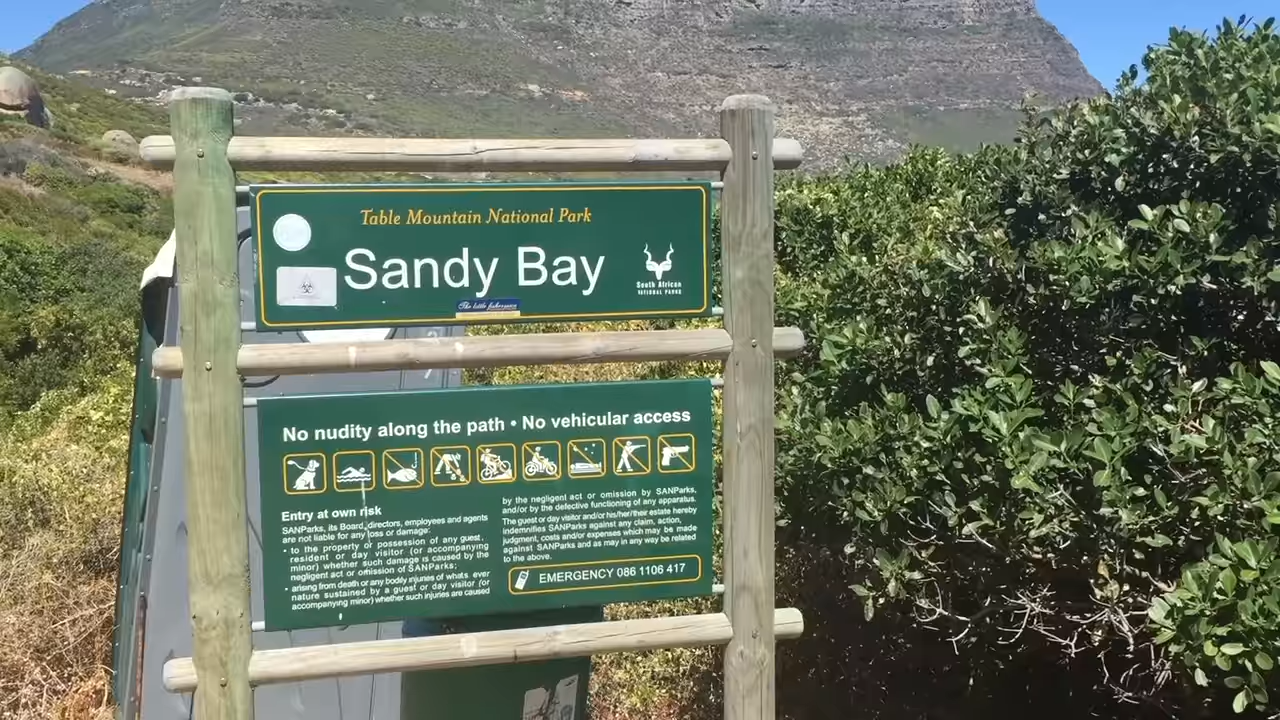 Table Mountain National Park
Sandy Bay
South African
NATIONAL PARKS
The little fisherman
No nudity along the path • No vehicular access
Entry at own risk
SANParks, its Board, directors, employees and agents
are not liable for any loss or damage:
• to the property or possession of any guest,
resident or day visitor (or accompanying
minor) whether such damage is caused by the
negligent act or omission of SANParks;
• arising from death or any bodily injuries of whats ever
nature sustained by a guest or day visitor (or
accompanying minor) whether such injuries are caused
by the negligent act or omission by SANParks,
and/or by the defective functioning of any apparatus.
The guest or day visitor and/or his/her/their estate hereby
indemnifies SANParks against any claim, action,
judgment, costs and/or expenses which may be made
against SANParks and as may in any way be related
to the above.
EMERGENCY 086 1106 417